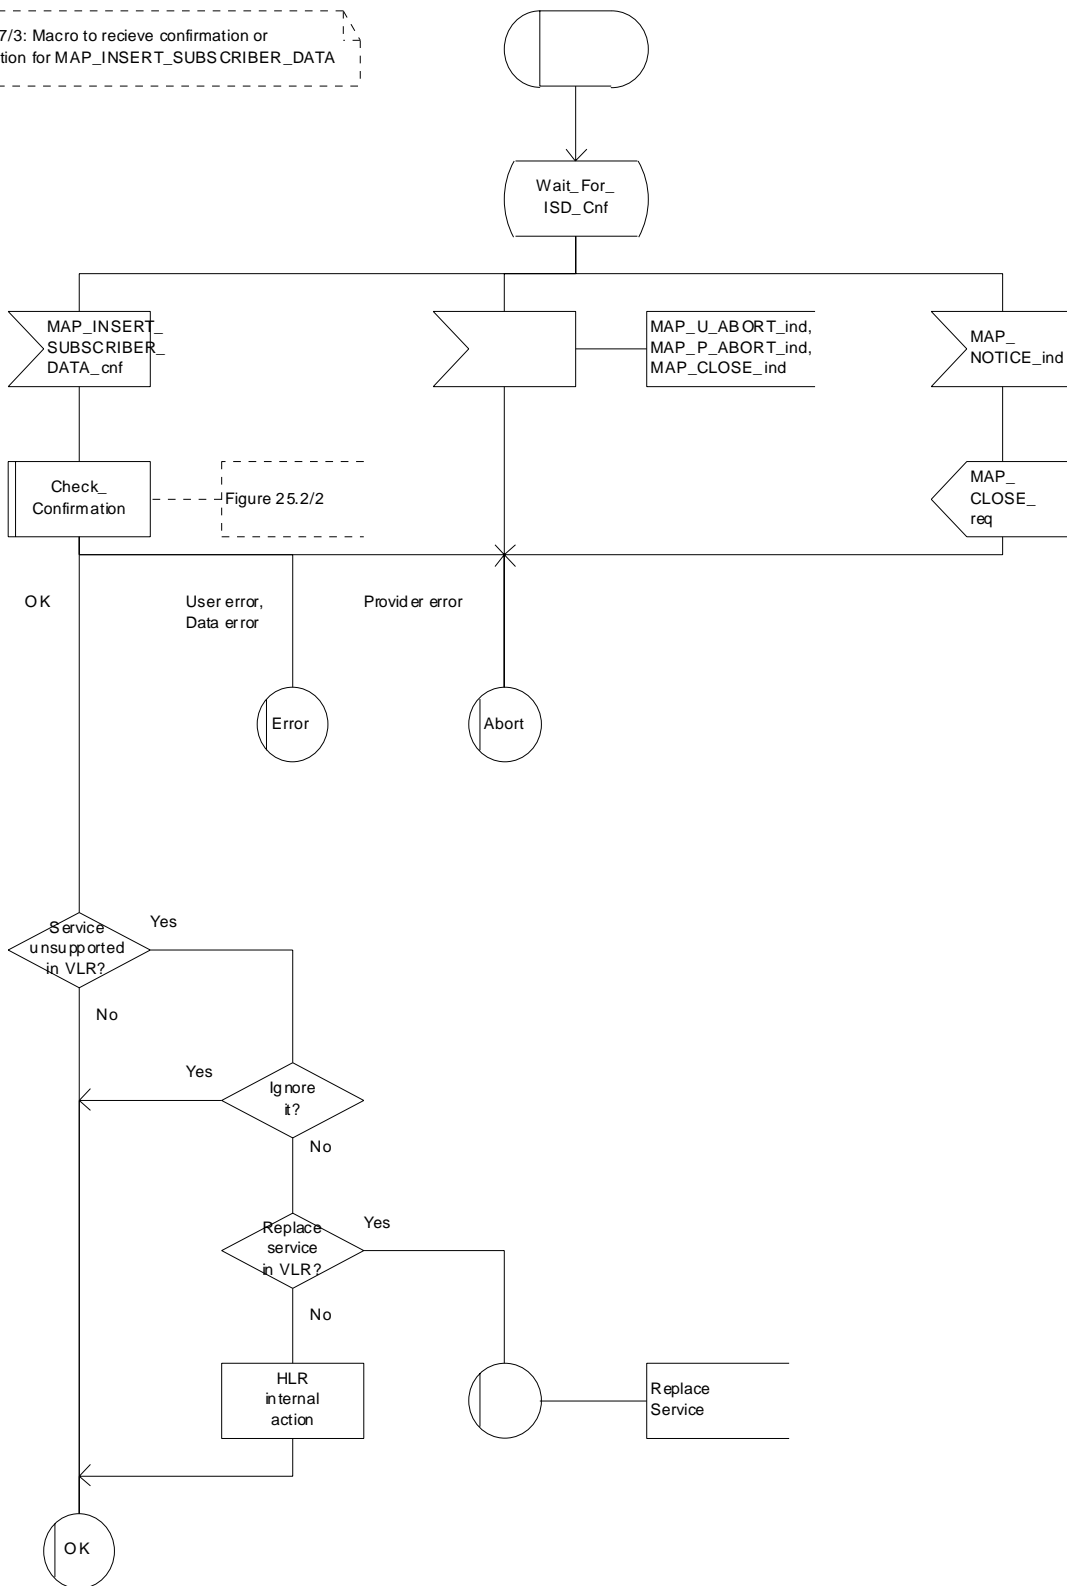 7/3: Macro to recieve confirmation or
tion for MAP_INSERT_SUBSCRIBER_DATA
Wait_For_
ISD_Cnf
MAP_INSERT_
SUBSCRIBER_
DATA_cnf
MAP_U_ABORT_ind,
MAP_P_ABORT_ind,
MAP_CLOSE_ind
MAP_
NOTICE_ind
Check_
Confirmation
Figure 25.2/2
MAP_
CLOSE_
req
OK
User error,
Data error
Provider error
Error
Abort
Service
unsupported
in VLR?
Yes
No
Yes
Ignore
it?
No
Replace
service
in VLR?
Yes
No
HLR
internal
action
Replace
Service
OK